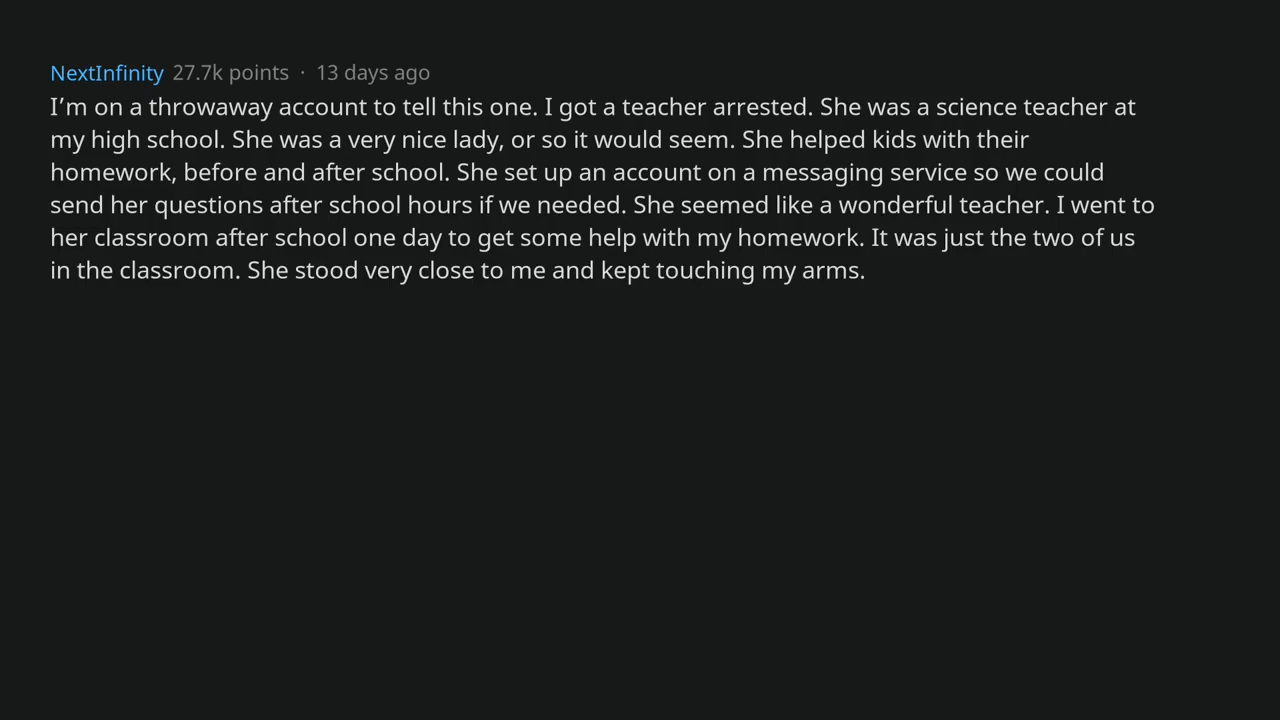 NextInfinity 27.7k points · 13 days ago
I’m on a throwaway account to tell this one. I got a teacher arrested. She was a science teacher at
my high school. She was a very nice lady, or so it would seem. She helped kids with their
homework, before and after school. She set up an account on a messaging service so we could
send her questions after school hours if we needed. She seemed like a wonderful teacher. I went to
her classroom after school one day to get some help with my homework. It was just the two of us
in the classroom. She stood very close to me and kept touching my arms.